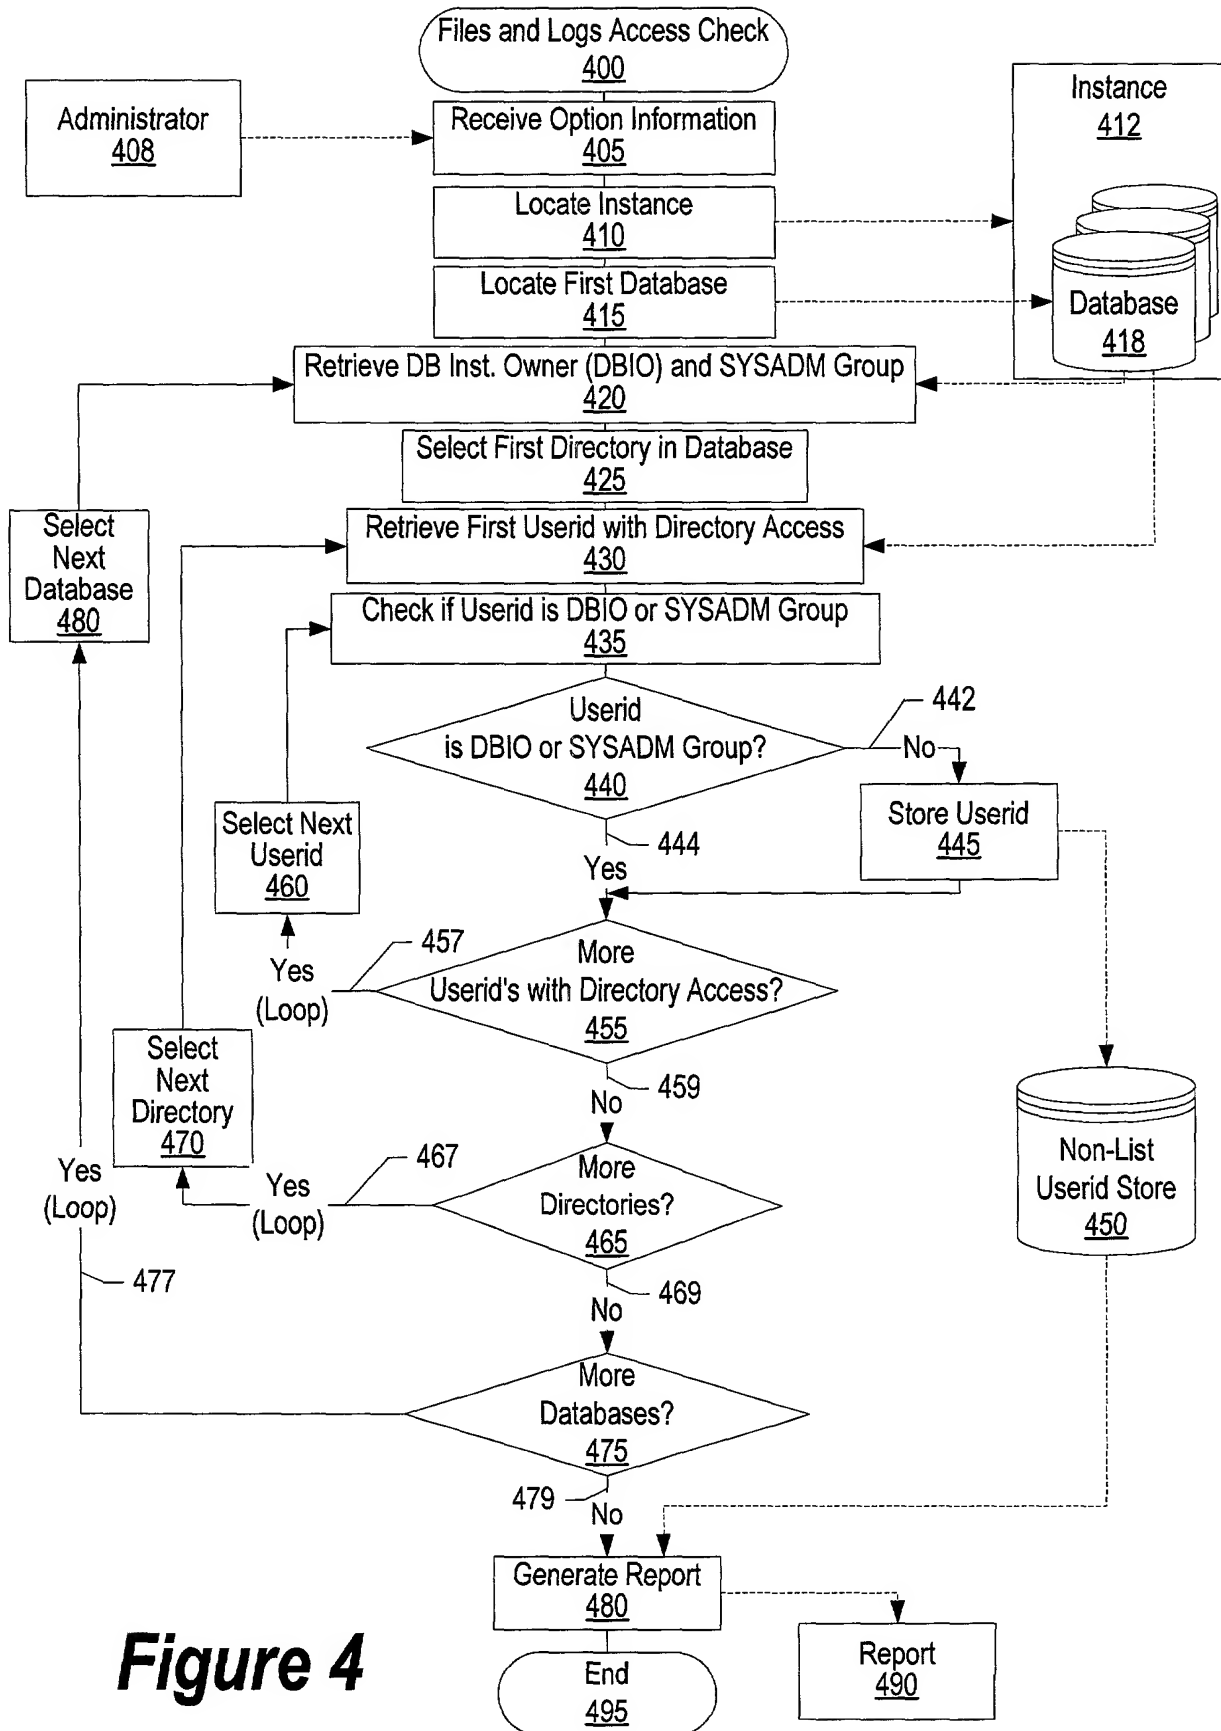 Files and Logs Access Check
400
Administrator
408
Receive Option Information
405
Instance
412
Locate Instance
410
Locate First Database
415
Database
418
Retrieve DB Inst. Owner (DBIO) and SYSADM Group
420
Select First Directory in Database
425
Select
Next
Database
480
Retrieve First Userid with Directory Access
430
Check if Userid is DBIO or SYSADM Group
435
Userid
is DBIO or SYSADM Group?
440
442
No
Store Userid
445
444
Yes
Select Next
Userid
460
457
Yes
(Loop)
More
Userid's with Directory Access?
455
459
No
Select
Next
Directory
470
467
Yes
(Loop)
More
Directories?
465
469
No
Non-List
Userid Store
450
Yes
(Loop)
477
More
Databases?
475
479
No
Generate Report
480
Report
490
End
495
Figure 4